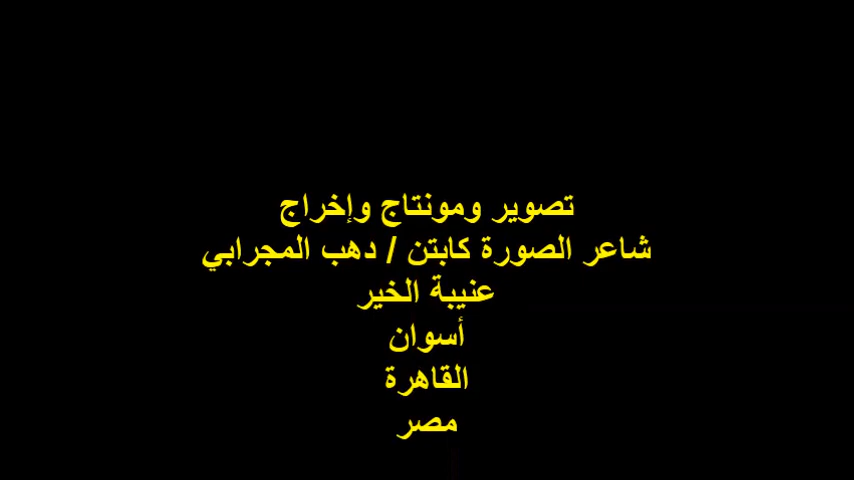 تصوير ومونتاج وإخراج
شاعر الصورة كابتن / دهب المجرابي
عنيبة الخير
أسوان
القاهرة
مصر